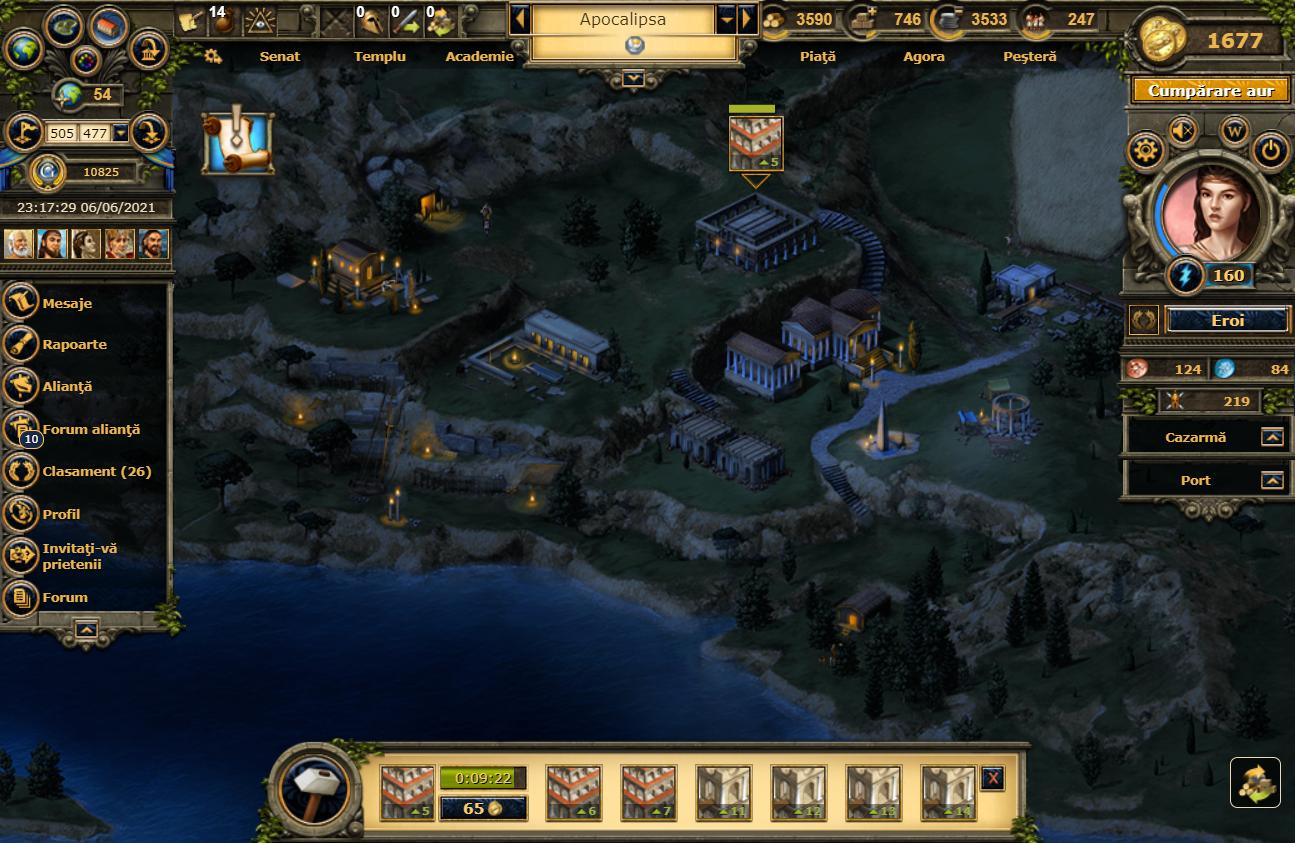 14
0
0
0
Apocalipsa
3590
746
3533
247
1677
Senat
Templu
Academie
Piaţă
Agora
Peşteră
Cumpărare aur
54
505 477
W
10825
23:17:29 06/06/2021
5
160
Eroi
124
84
219
Cazarmă
Port
Mesaje
Rapoarte
Alianţă
Forum alianţă
10
Clasament (26)
Profil
Invitaţi-vă
prietenii
Forum
0:09:22
65
5
6
7
11
12
13
14
X